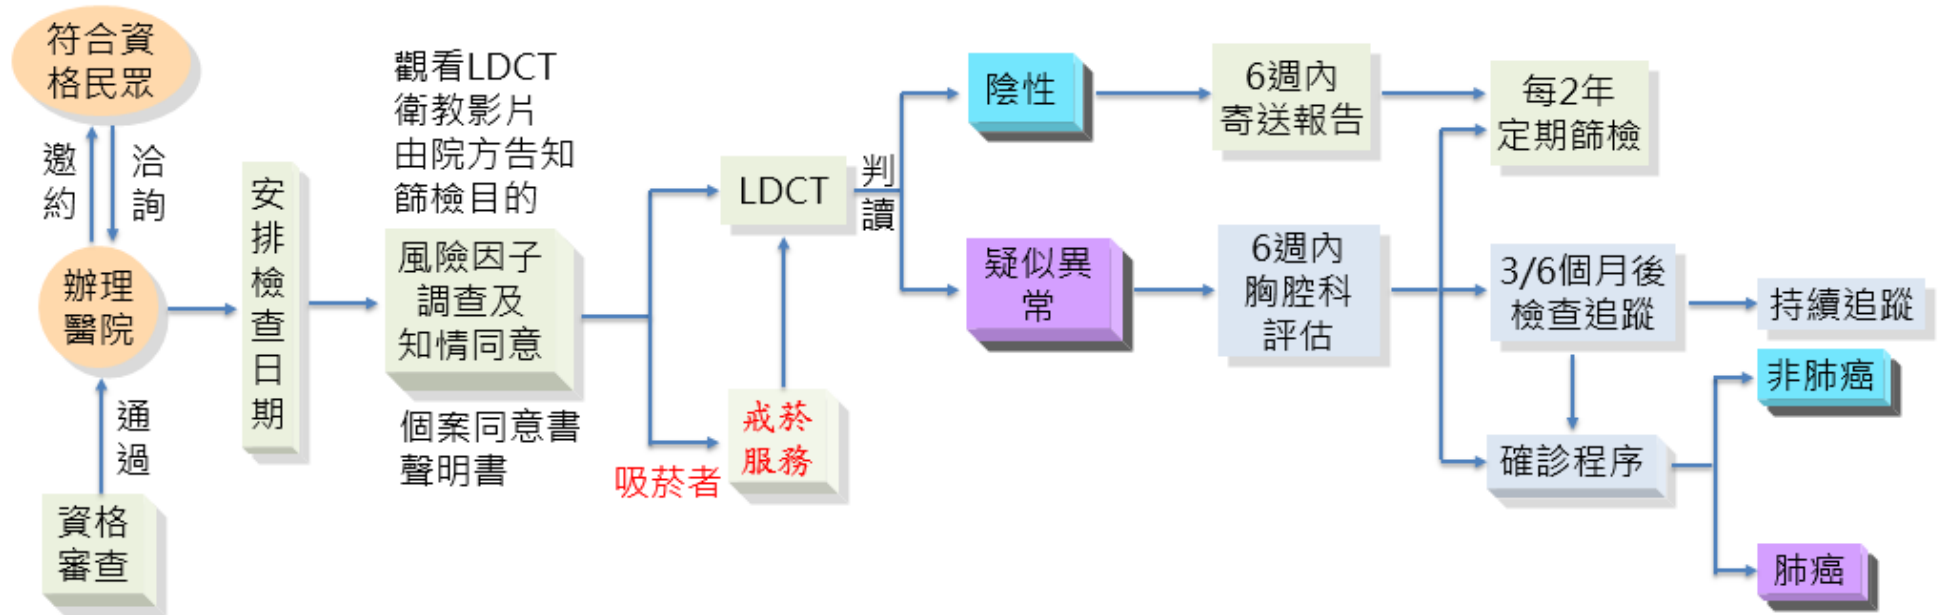 符合資
格民眾
邀
約
洽
詢
辦理
醫院
通
過
資格
審查
安
排
檢
查
日
期
觀看LDCT
衛教影片
由院方告知
篩檢目的
風險因子
調查及
知情同意
個案同意書
聲明書
吸菸者
戒菸
服務
LDCT
判
讀
陰性
6週內
寄送報告
每2年
定期篩檢
疑似異
常
6週內
胸腔科
評估
3/6個月後
檢查追蹤
持續追蹤
確診程序
非肺癌
肺癌